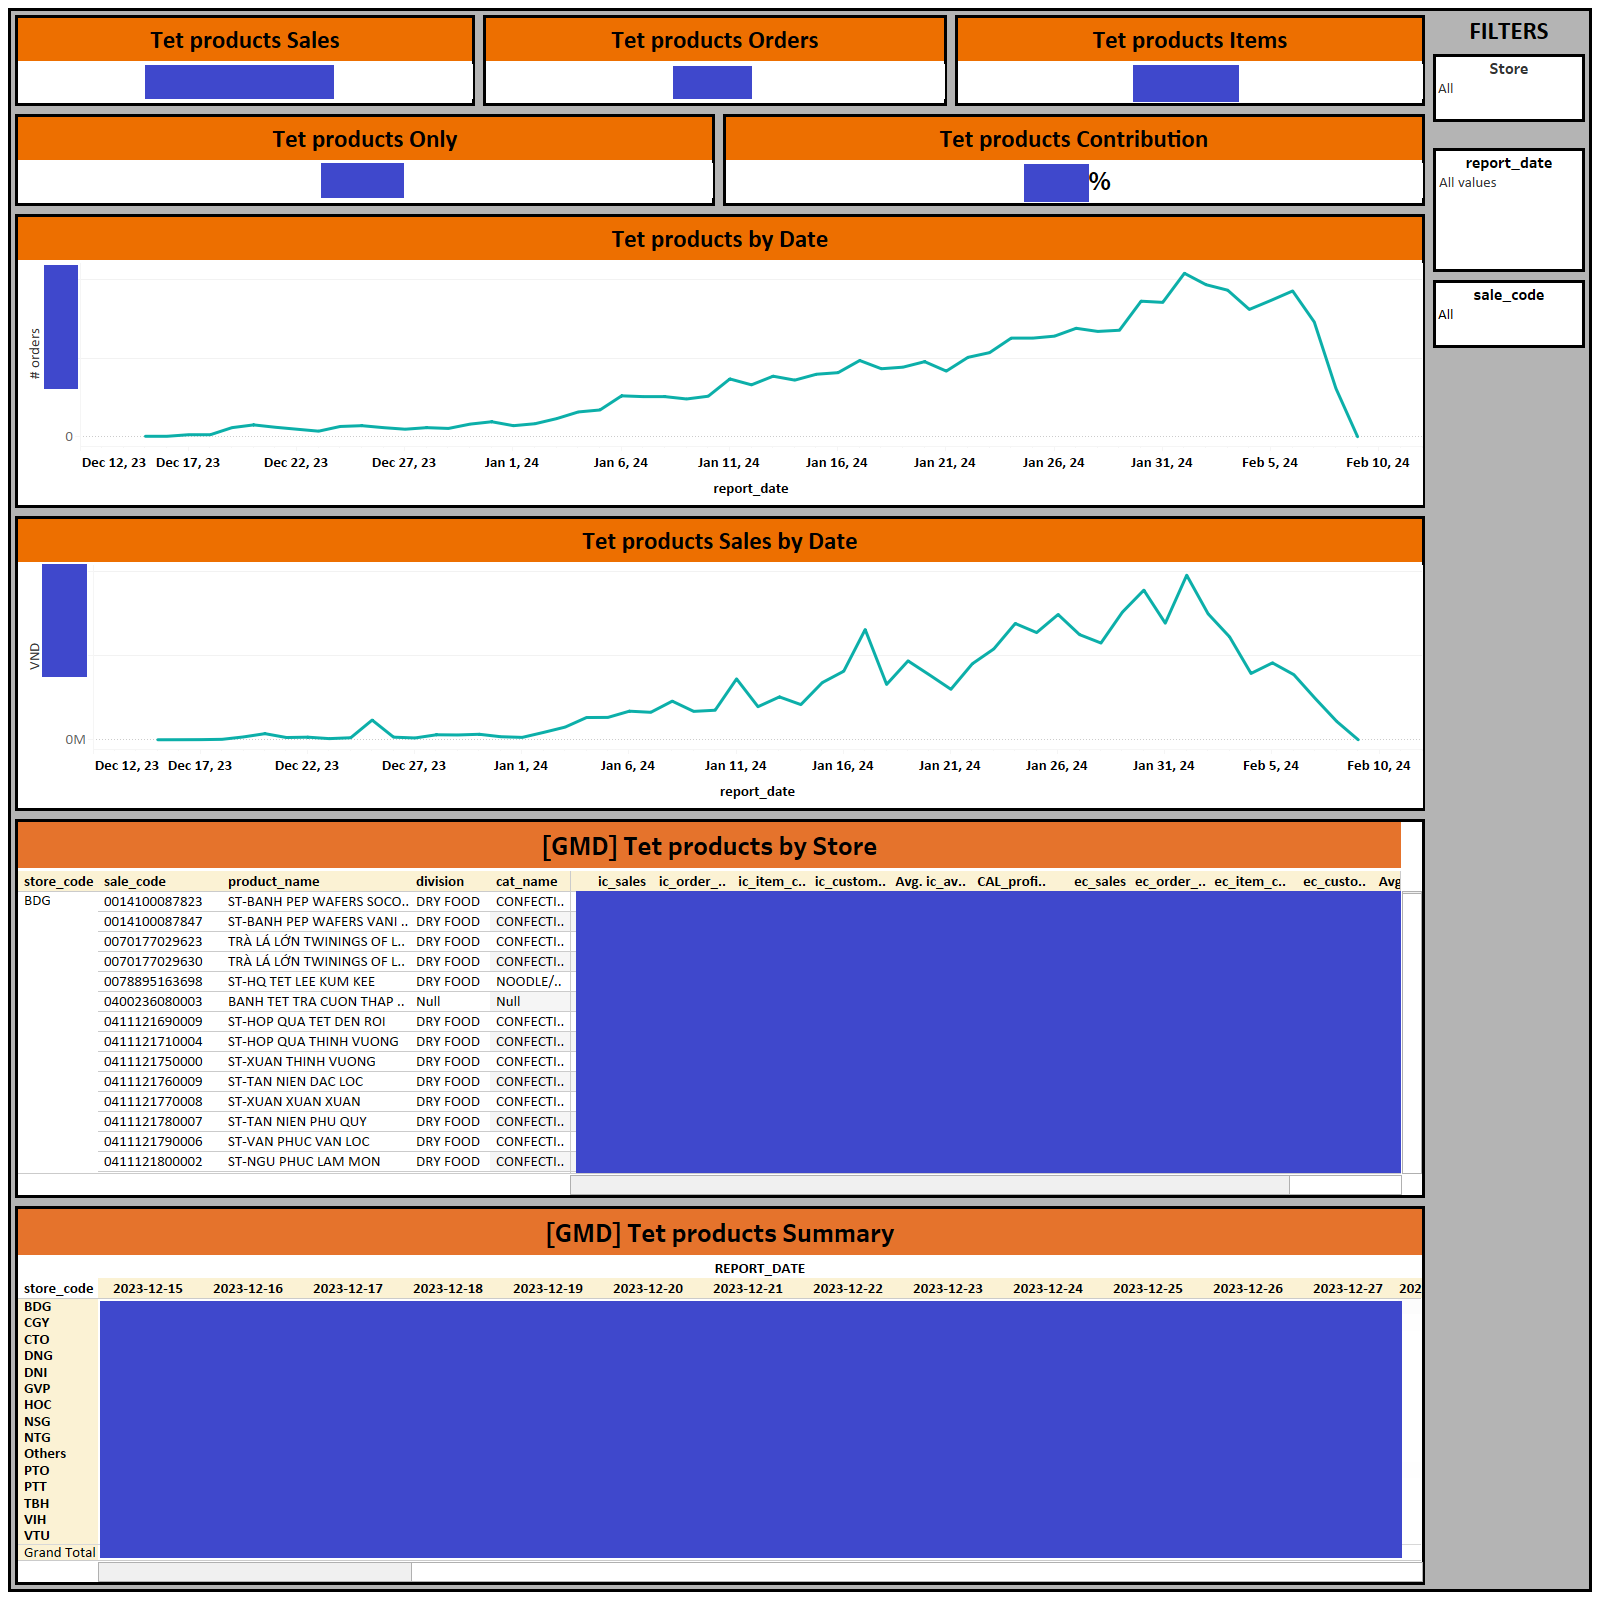 Tet products Sales
Tet products Orders
Tet products Items
FILTERS
Store
All
Tet products Only
Tet products Contribution
%
report_date
All values
sale_code
All
Tet products by Date
# orders
0
Dec 12, 23 Dec 17, 23 Dec 22, 23 Dec 27, 23 Jan 1, 24 Jan 6, 24 Jan 11, 24 Jan 16, 24 Jan 21, 24 Jan 26, 24 Jan 31, 24 Feb 5, 24 Feb 10, 24
report_date
Tet products Sales by Date
VND
0M
Dec 12, 23 Dec 17, 23 Dec 22, 23 Dec 27, 23 Jan 1, 24 Jan 6, 24 Jan 11, 24 Jan 16, 24 Jan 21, 24 Jan 26, 24 Jan 31, 24 Feb 5, 24 Feb 10, 24
report_date
[GMD] Tet products by Store
store_code sale_code product_name division cat_name ic_sales ic_order_.. ic_item_c.. ic_custom.. Avg. ic_av.. CAL_profi.. ec_sales ec_order_.. ec_item_c.. ec_custo.. Avg
BDG 0014100087823 ST-BANH PEP WAFERS SOCO.. DRY FOOD CONFECTI..
0014100087847 ST-BANH PEP WAFERS VANI .. DRY FOOD CONFECTI..
0070177029623 TRÀ LÁ LỚN TWININGS OF L.. DRY FOOD CONFECTI..
0070177029630 TRÀ LÁ LỚN TWININGS OF L.. DRY FOOD CONFECTI..
0078895163698 ST-HQ TET LEE KUM KEE DRY FOOD NOODLE/..
0400236080003 BANH TET TRA CUON THAP .. Null Null
0411121690009 ST-HOP QUA TET DEN ROI DRY FOOD CONFECTI..
0411121710004 ST-HOP QUA THINH VUONG DRY FOOD CONFECTI..
0411121750000 ST-XUAN THINH VUONG DRY FOOD CONFECTI..
0411121760009 ST-TAN NIEN DAC LOC DRY FOOD CONFECTI..
0411121770008 ST-XUAN XUAN XUAN DRY FOOD CONFECTI..
0411121780007 ST-TAN NIEN PHU QUY DRY FOOD CONFECTI..
0411121790006 ST-VAN PHUC VAN LOC DRY FOOD CONFECTI..
0411121800002 ST-NGU PHUC LAM MON DRY FOOD CONFECTI..
[GMD] Tet products Summary
REPORT_DATE
store_code 2023-12-15 2023-12-16 2023-12-17 2023-12-18 2023-12-19 2023-12-20 2023-12-21 2023-12-22 2023-12-23 2023-12-24 2023-12-25 2023-12-26 2023-12-27 202
BDG
CGY
CTO
DNG
DNI
GVP
HOC
NSG
NTG
Others
PTO
PTT
TBH
VIH
VTU
Grand Total